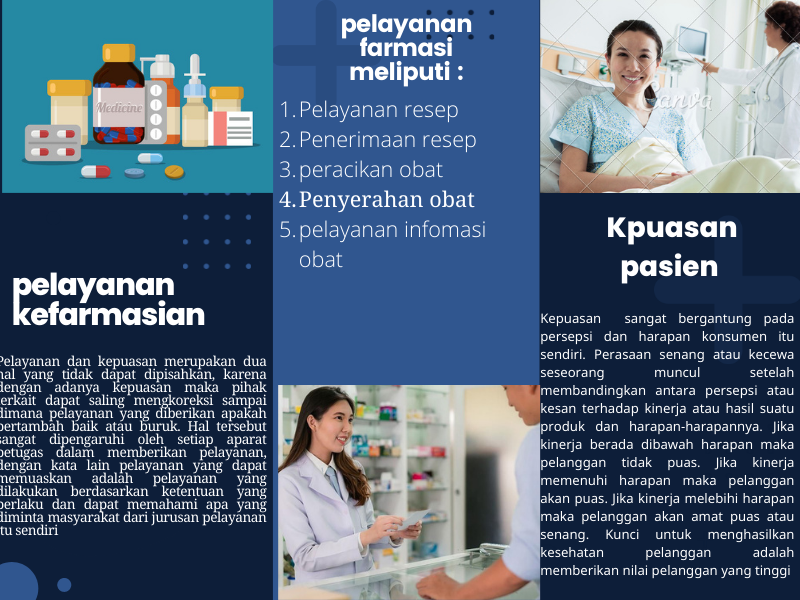 Medicine
pelayanan
kefarmasian
Pelayanan dan kepuasan merupakan dua
hal yang tidak dapat dipisahkan, karena
dengan adanya kepuasan maka pihak
terkait dapat saling mengkoreksi sampai
dimana pelayanan yang diberikan apakah
bertambah baik atau buruk. Hal tersebut
sangat dipengaruhi oleh setiap aparat
petugas dalam memberikan pelayanan,
dengan kata lain pelayanan yang dapat
memuaskan adalah pelayanan yang
dilakukan berdasarkan ketentuan yang
berlaku dan dapat memahami apa yang
diminta masyarakat dari jurusan pelayanan
itu sendiri
pelayanan
farmasi
meliputi :
1. Pelayanan resep
2. Penerimaan resep
3. peracikan obat
4. Penyerahan obat
5. pelayanan infomasi
obat
Canva
Kpuasan
pasien
Kepuasan sangat bergantung pada
persepsi dan harapan konsumen itu
sendiri. Perasaan senang atau kecewa
seseorang muncul setelah
membandingkan antara persepsi atau
kesan terhadap kinerja atau hasil suatu
produk dan harapan-harapannya. Jika
kinerja berada dibawah harapan maka
pelanggan tidak puas. Jika kinerja
memenuhi harapan maka pelanggan
akan puas. Jika kinerja melebihi harapan
maka pelanggan akan amat puas atau
senang. Kunci untuk menghasilkan
kesehatan pelanggan adalah
memberikan nilai pelanggan yang tinggi